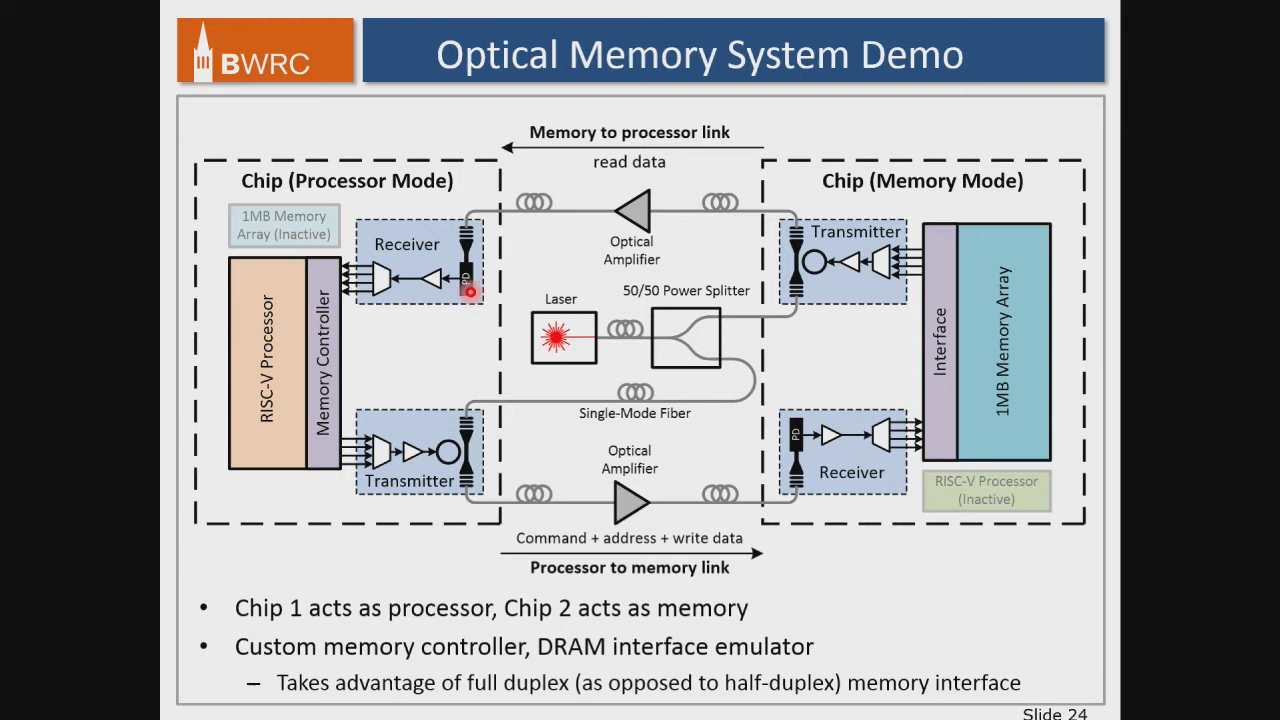 BWRC
Optical Memory System Demo
Memory to processor link
read data
Chip (Processor Mode)
1MB Memory
Array (Inactive)
Receiver
PD
RISC-V Processor
Memory Controller
Transmitter
Optical
Amplifier
Laser
50/50 Power Splitter
Single-Mode Fiber
Optical
Amplifier
Command + address + write data
Processor to memory link
Chip (Memory Mode)
Transmitter
Interface
1MB Memory Array
PD
Receiver
RISC-V Processor
(Inactive)
• Chip 1 acts as processor, Chip 2 acts as memory
• Custom memory controller, DRAM interface emulator
– Takes advantage of full duplex (as opposed to half-duplex) memory interface
Slide 24